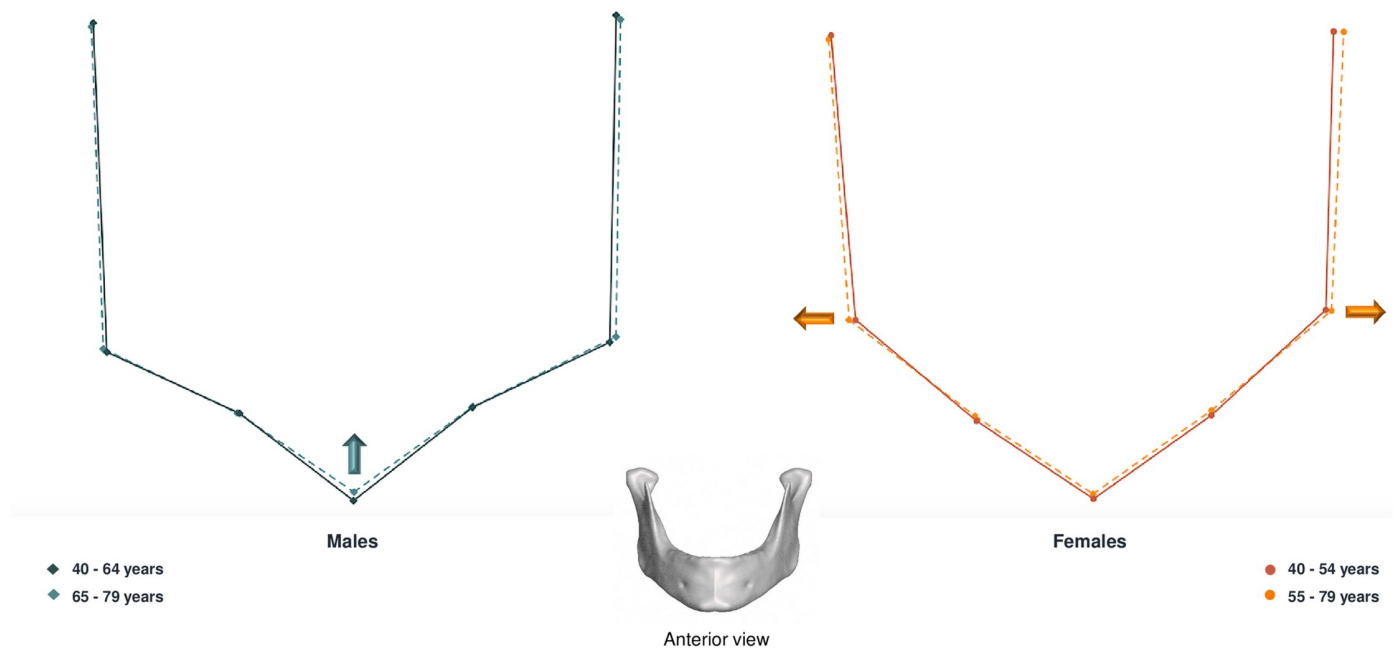 Males
Females
40 - 64 years
65 - 79 years
40 - 54 years
55 - 79 years
Anterior view